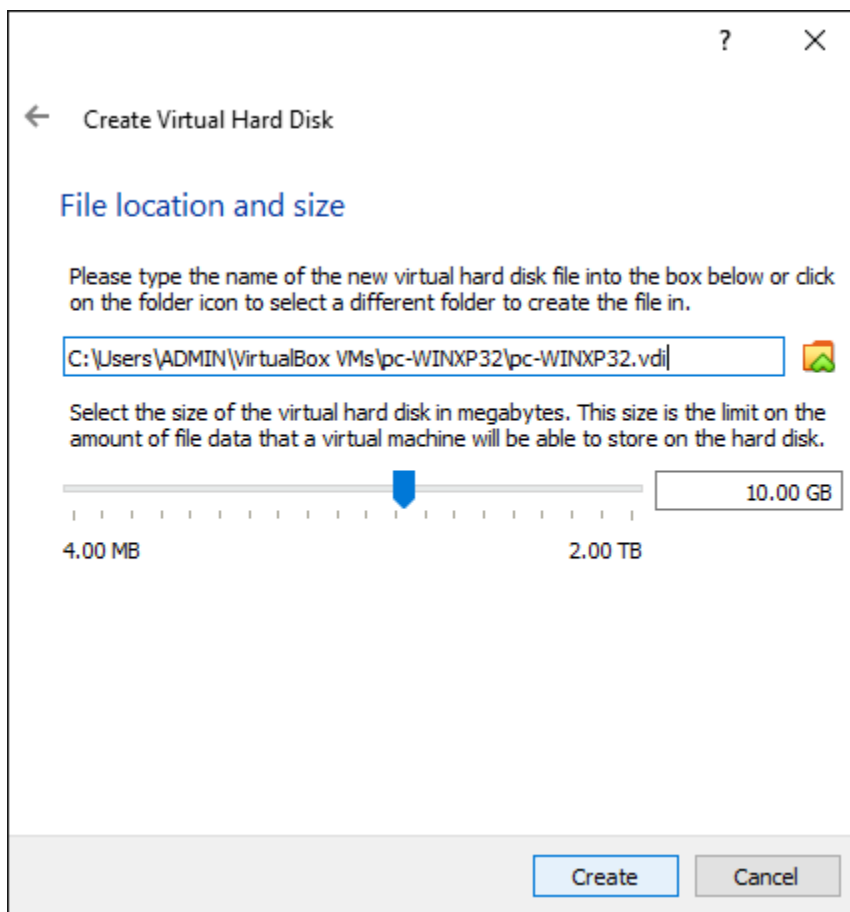 ?
Create Virtual Hard Disk
File location and size
Please type the name of the new virtual hard disk file into the box below or click
on the folder icon to select a different folder to create the file in.
C:\Users\ADMIN\VirtualBox VMs\pc-WINXP32\pc-WINXP32.vdi
Select the size of the virtual hard disk in megabytes. This size is the limit on the
amount of file data that a virtual machine will be able to store on the hard disk.
10.00 GB
4.00 MB 2.00 TB
Create Cancel